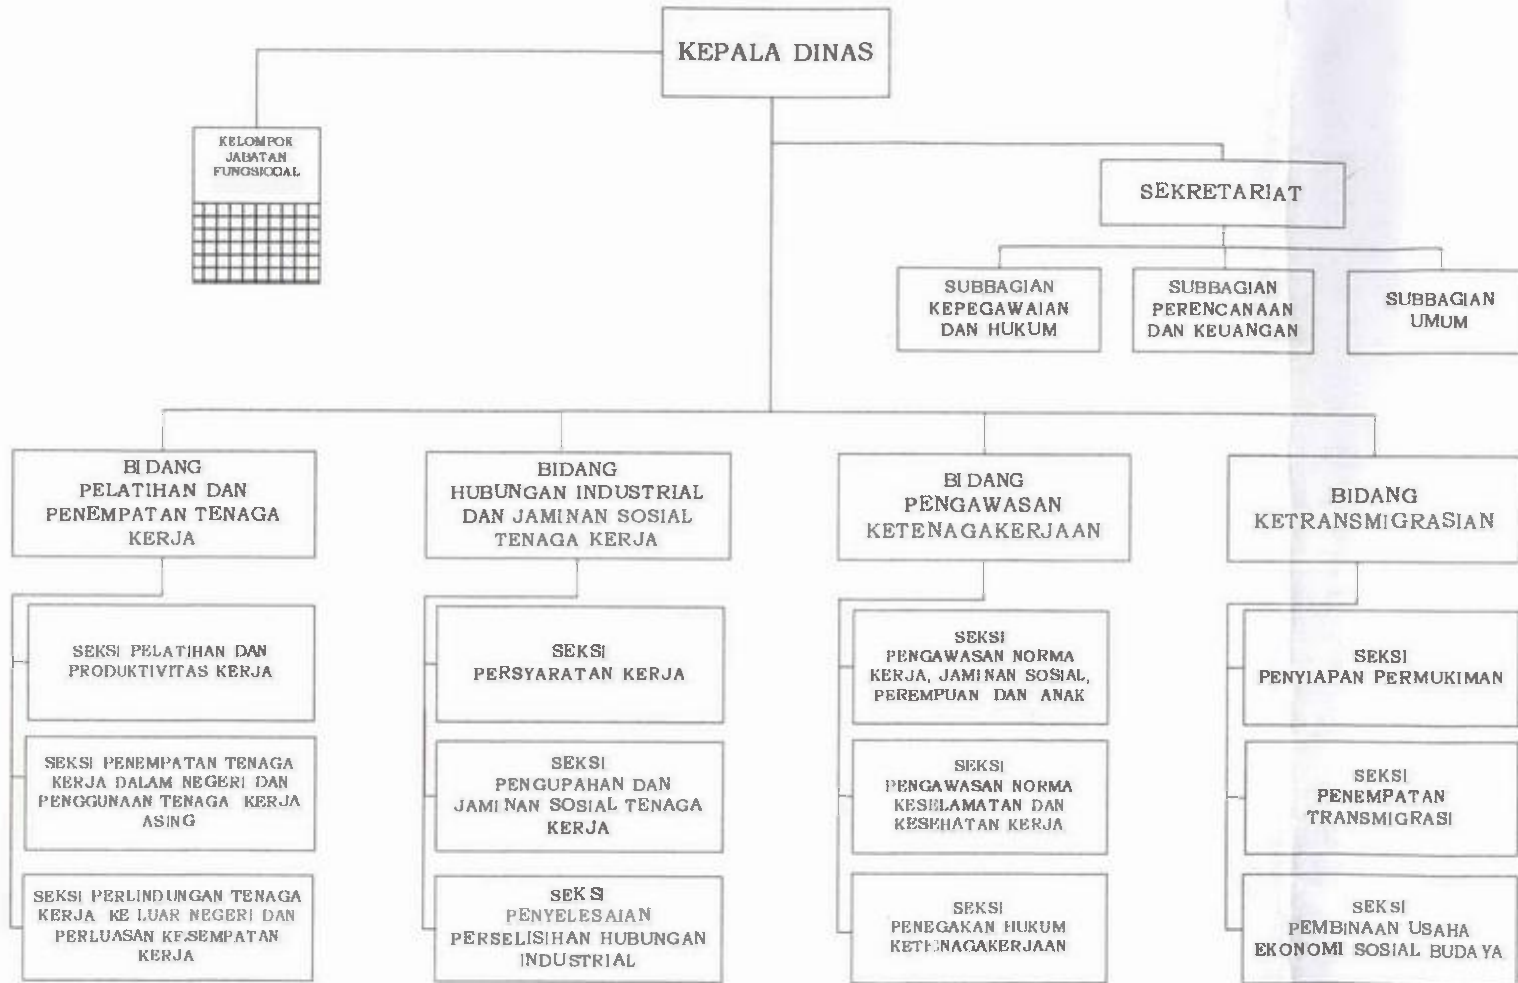 KEPALA DINAS
KELOMPOK
JABATAN
FUNGSIODAL
SEKRETARIAT
SUBBAGIAN
KEPEGAWAIAN
DAN HUKUM
SUBBAGIAN
PERENCANAAN
DAN KEUANGAN
SUBBAGIAN
UMUM
BIDANG
PELATIHAN DAN
PENEMPATAN TENAGA
KERJA
BIDANG
HUBUNGAN INDUSTRIAL
DAN JAMINAN SOSIAL
TENAGA KERJA
BIDANG
PENGAWASAN
KETENAGAKERJAAN
BIDANG
KETRANSMIGRASIAN
SEKSI PELATIHAN DAN
PRODUKTIVITAS KERJA
SEKSI PENEMPATAN TENAGA
KERJA DALAM NEGERI DAN
PENGGUNAAN TENAGA KERJA
ASING
SEKSI PERLINDUNGAN TENAGA
KERJA KE LUAR NEGERI DAN
PERLUASAN KESEMPATAN
KERJA
SEKSI
PERSYARATAN KERJA
SEKSI
PENGUPAHAN DAN
JAMINAN SOSIAL TENAGA
KERJA
SEKSI
PENYELESAIAN
PERSELISIHAN HUBUNGAN
INDUSTRIAL
SEKSI
PENGAWASAN NORMA
KERJA, JAMINAN SOSIAL,
PEREMPUAN DAN ANAK
SEKSI
PENGAWASAN NORMA
KESELAMATAN DAN
KESEHATAN KERJA
SEKSI
PENEGAKAN HUKUM
KETENAGAKERJAAN
SEKSI
PENYIAPAN PERMUKIMAN
SEKSI
PENEMPATAN
TRANSMIGRASI
SEKSI
PEMBINAAN USAHA
EKONOMI SOSIAL BUDAYA